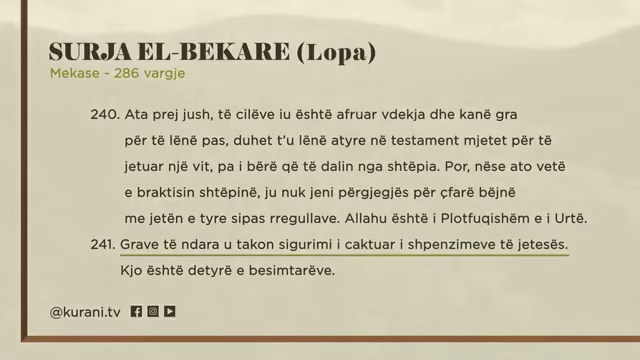 SURJA EL-BEKARE (Lopa)
Mekase - 286 vargje
240. Ata prej jush, të cilëve iu është afruar vdekja dhe kanë gra
për të lënë pas, duhet t'u lënë atyre në testament mjetet për të
jetuar një vit, pa i bërë që të dalin nga shtëpia. Por, nëse ato vetë
e braktisin shtëpinë, ju nuk jeni përgjegjës për çfarë bëjnë
me jetën e tyre sipas rregullave. Allahu është i Plotfuqishëm e i Urtë.
241. Grave të ndara u takon sigurimi i caktuar i shpenzimeve të jetesës.
Kjo është detyrë e besimtarëve.
@kurani.tv